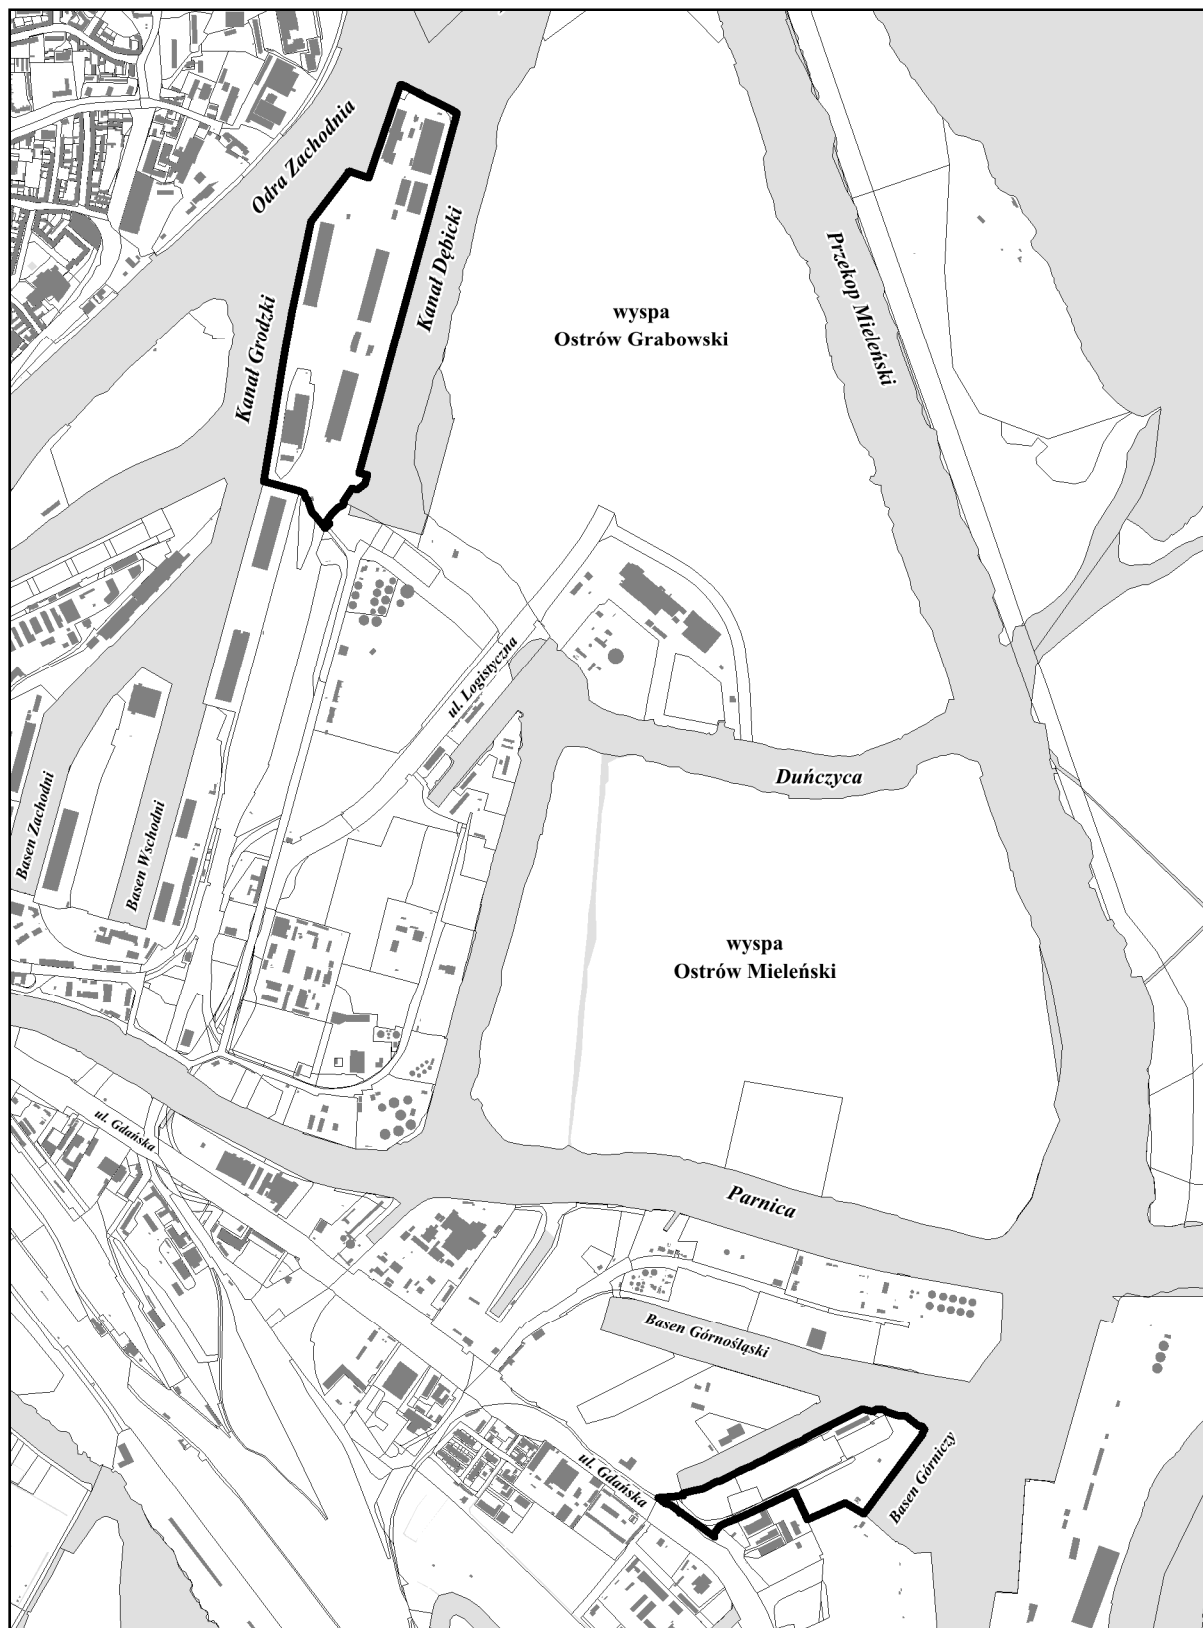 Odra Zachodnia
Kanał Dębicki
Przekop Mieleński
wyspa
Ostrów Grabowski
Kanał Grodzki
ul. Logistyczna
Duńczyca
Basen Zachodni
Basen Wschodni
wyspa
Ostrów Mieleński
ul. Gdańska
Parnica
Basen Górnośląski
ul. Gdańska
Basen Górniczy